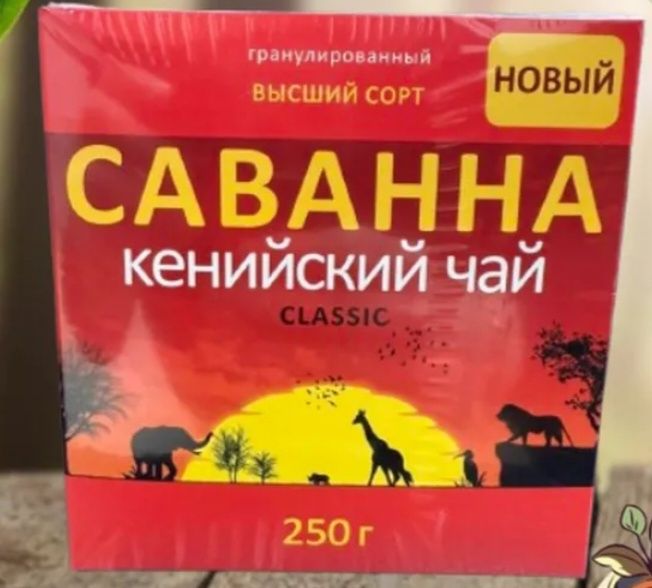 гранулированный
ВЫСШИЙ СОРТ
НОВЫЙ
САВАННА
кенийский чай
CLASSIC
250 г